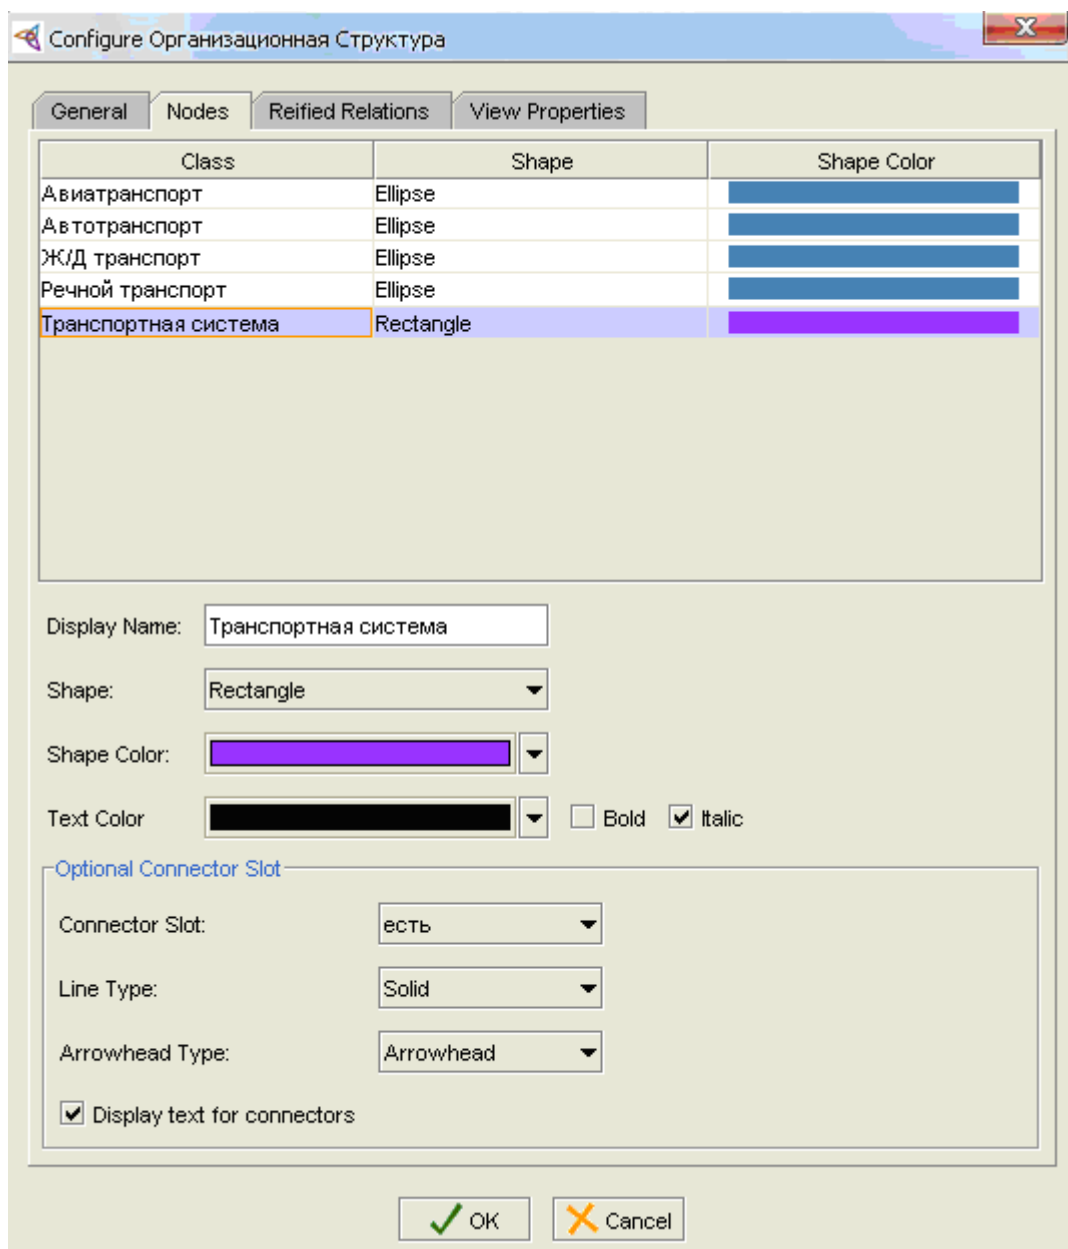 Configure Организационная Структура
General Nodes Reified Relations View Properties
Class Shape Shape Color
Авиатранспорт Ellipse
Автотранспорт Ellipse
Ж/Д транспорт Ellipse
Речной транспорт Ellipse
Транспортная система Rectangle
Display Name: Транспортная система
Shape: Rectangle
Shape Color:
Text Color Bold Italic
Optional Connector Slot
Connector Slot: есть
Line Type: Solid
Arrowhead Type: Arrowhead
Display text for connectors
OK Cancel